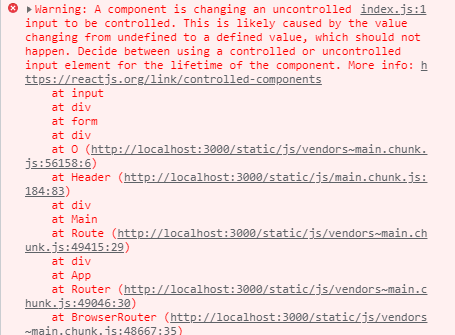 Warning: A component is changing an uncontrolled index.js:1
input to be controlled. This is likely caused by the value
changing from undefined to a defined value, which should not
happen. Decide between using a controlled or uncontrolled
input element for the lifetime of the component. More info: h
ttps://reactjs.org/link/controlled-components
at input
at div
at form
at div
at O (http://localhost:3000/static/js/vendors~main.chunk.
js:56158:6)
at Header (http://localhost:3000/static/js/main.chunk.js:
184:83)
at div
at Main
at Route (http://localhost:3000/static/js/vendors~main.ch
unk.js:49415:29)
at div
at App
at Router (http://localhost:3000/static/js/vendors~main.c
hunk.js:49046:30)
at BrowserRouter (http://localhost:3000/static/js/vendors
~main.chunk.js:48667:35)